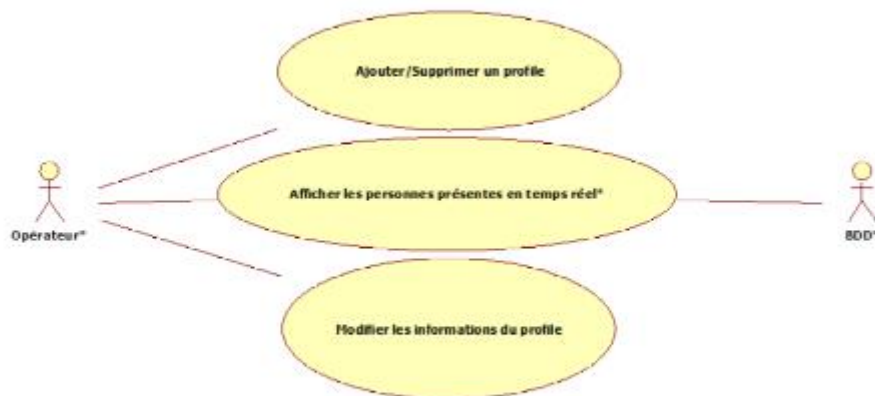 Ajouter/Supprimer un profile
Afficher les personnes présentes en temps réel*
Opérateur*
BDD*
Modifier les informations du profile